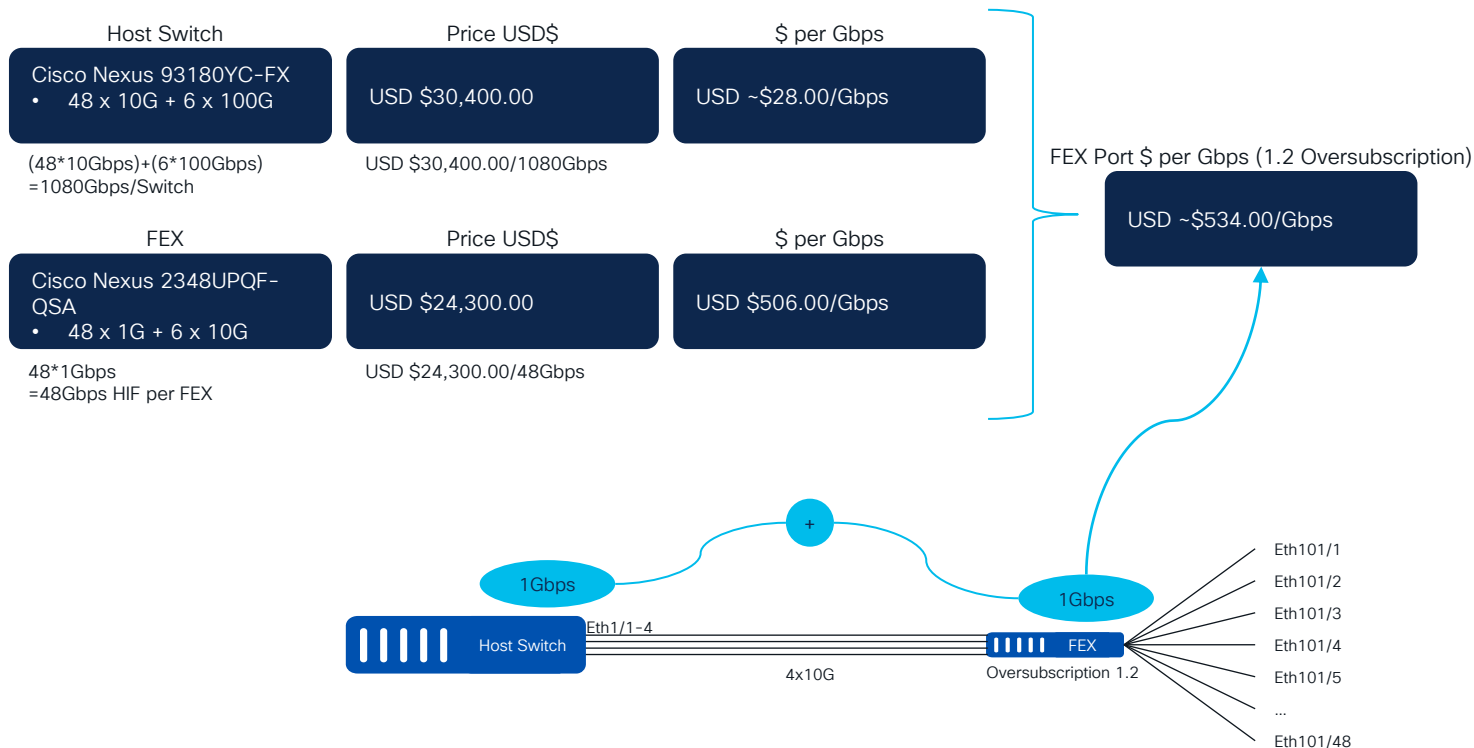 Host Switch
Price USD$
$ per Gbps
Cisco Nexus 93180YC-FX
• 48 x 10G + 6 x 100G
USD $30,400.00
USD ~$28.00/Gbps
(48*10Gbps)+(6*100Gbps)
=1080Gbps/Switch
USD $30,400.00/1080Gbps
FEX Port $ per Gbps (1.2 Oversubscription)
USD ~$534.00/Gbps
FEX
Price USD$
$ per Gbps
Cisco Nexus 2348UPQF-
QSA
• 48 x 1G + 6 x 10G
USD $24,300.00
USD $506.00/Gbps
48*1Gbps
=48Gbps HIF per FEX
USD $24,300.00/48Gbps
+
1Gbps
1Gbps
Host Switch
Eth1/1-4
4x10G
FEX
Oversubscription 1.2
Eth101/1
Eth101/2
Eth101/3
Eth101/4
Eth101/5
...
Eth101/48